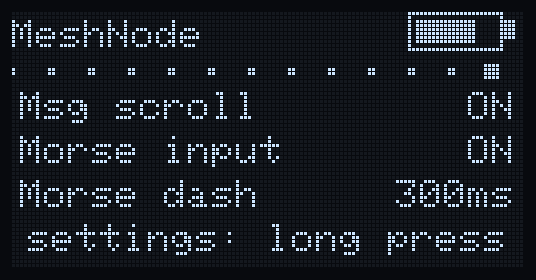 MeshNode
Msg scroll ON
Morse input ON
Morse dash 300ms
settings: long press